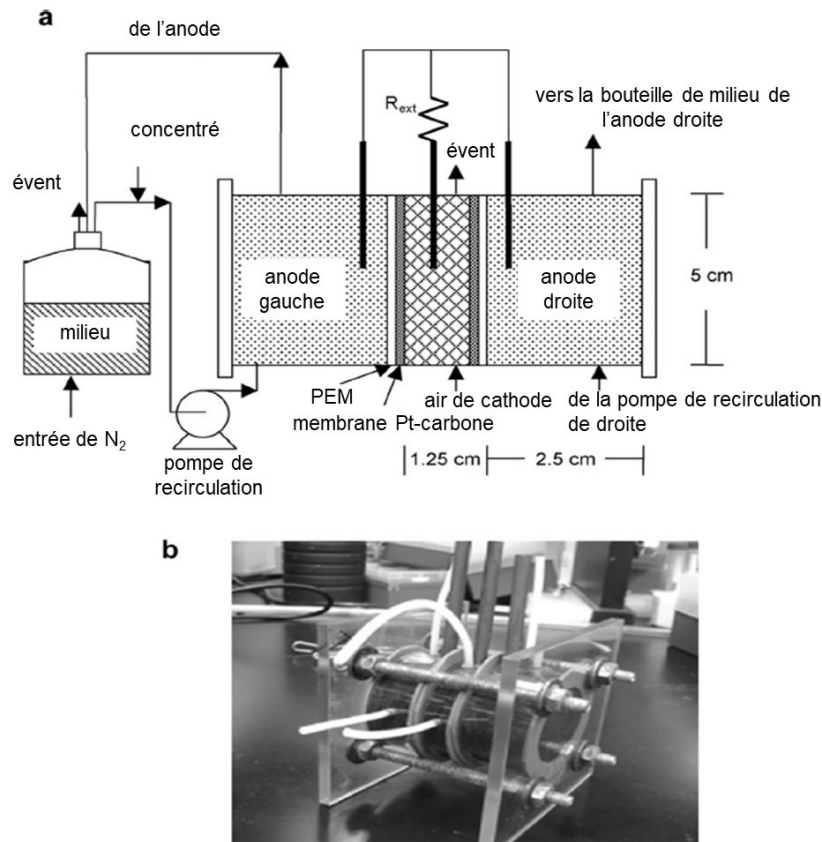 a
de l'anode
concentré
évent
milieu
entrée de N₂
pompe de
recirculation
R_ext
évent
vers la bouteille de milieu de
l'anode droite
anode
gauche
anode
droite
5 cm
PEM
membrane Pt-carbone
air de cathode
de la pompe de recirculation
de droite
1.25 cm
2.5 cm
b